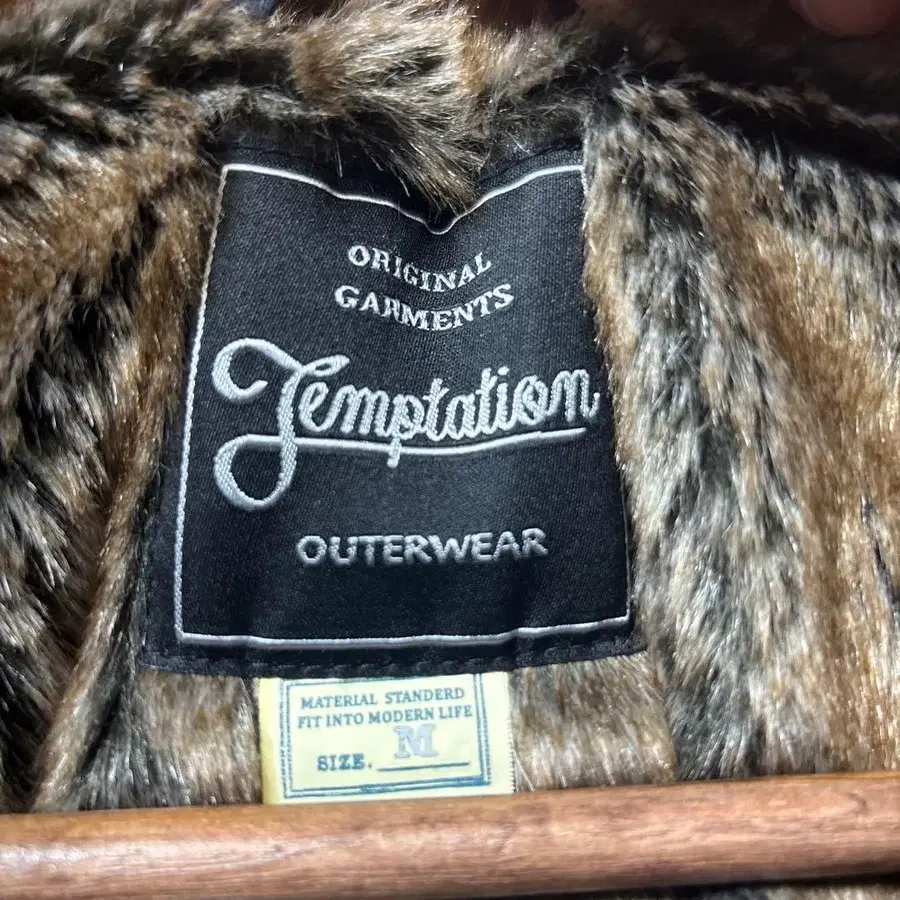 ORIGINAL
GARMENTS
Temptation
OUTERWEAR
MATERIAL STANDERD
FIT INTO MODERN LIFE
SIZE. M